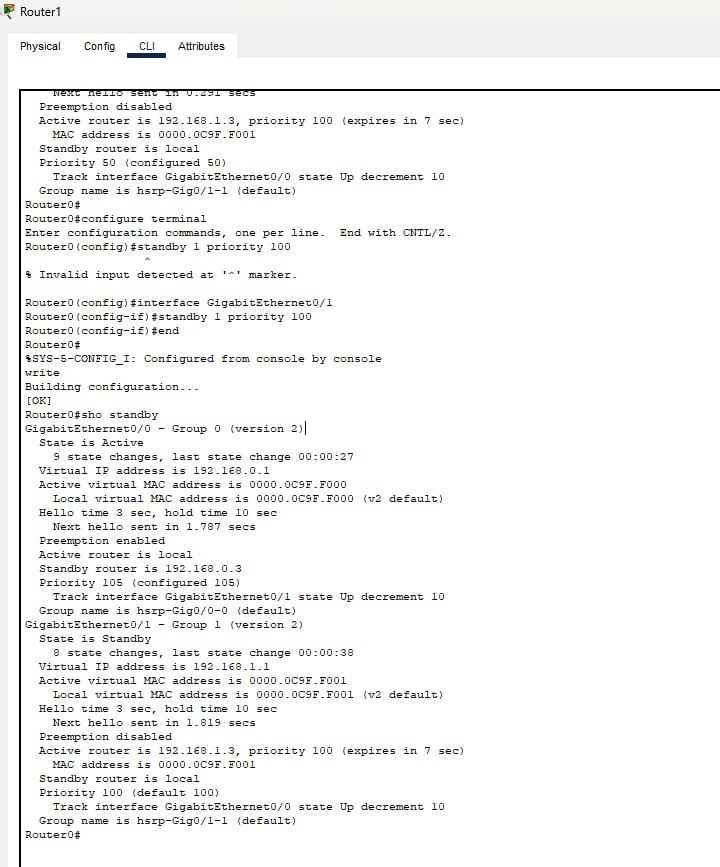 Router1
Physical Config CLI Attributes
Next hello sent in 0.291 secs
Preemption disabled
Active router is 192.168.1.3, priority 100 (expires in 7 sec)
MAC address is 0000.0C9F.F001
Standby router is local
Priority 50 (configured 50)
Track interface GigabitEthernet0/0 state Up decrement 10
Group name is hsrp-Gig0/1-1 (default)
Router0#
Router0#configure terminal
Enter configuration commands, one per line.  End with CNTL/Z.
Router0(config)#standby 1 priority 100
^
% Invalid input detected at '^' marker.
Router0(config)#interface GigabitEthernet0/1
Router0(config-if)#standby 1 priority 100
Router0(config-if)#end
Router0#
%SYS-5-CONFIG_I: Configured from console by console
write
Building configuration...
[OK]
Router0#sho standby
GigabitEthernet0/0 - Group 0 (version 2)
State is Active
9 state changes, last state change 00:00:27
Virtual IP address is 192.168.0.1
Active virtual MAC address is 0000.0C9F.F000
Local virtual MAC address is 0000.0C9F.F000 (v2 default)
Hello time 3 sec, hold time 10 sec
Next hello sent in 1.787 secs
Preemption enabled
Active router is local
Standby router is 192.168.0.3
Priority 105 (configured 105)
Track interface GigabitEthernet0/1 state Up decrement 10
Group name is hsrp-Gig0/0-0 (default)
GigabitEthernet0/1 - Group 1 (version 2)
State is Standby
8 state changes, last state change 00:00:38
Virtual IP address is 192.168.1.1
Active virtual MAC address is 0000.0C9F.F001
Local virtual MAC address is 0000.0C9F.F001 (v2 default)
Hello time 3 sec, hold time 10 sec
Next hello sent in 1.819 secs
Preemption disabled
Active router is 192.168.1.3, priority 100 (expires in 7 sec)
MAC address is 0000.0C9F.F001
Standby router is local
Priority 100 (default 100)
Track interface GigabitEthernet0/0 state Up decrement 10
Group name is hsrp-Gig0/1-1 (default)
Router0#